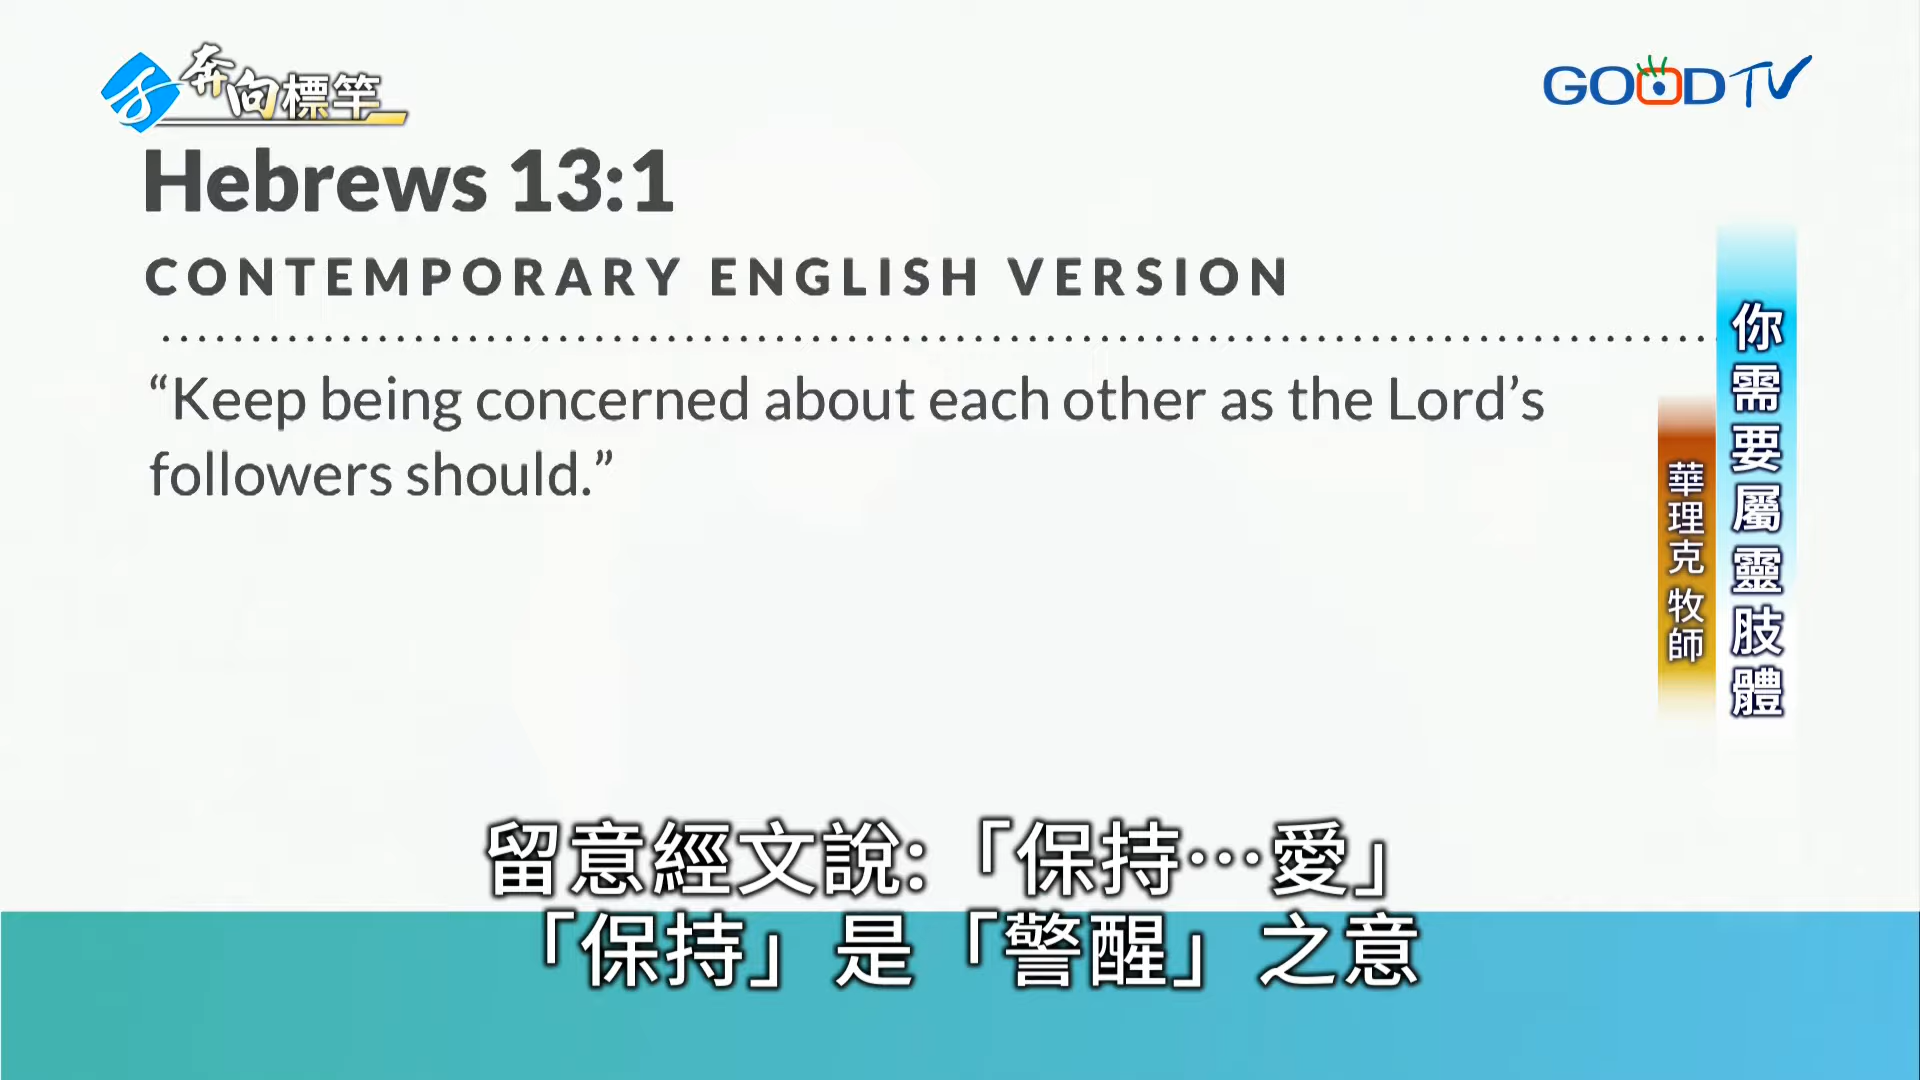 奔向標竿
GOOD TV
Hebrews 13:1
CONTEMPORARY ENGLISH VERSION
“Keep being concerned about each other as the Lord’s
followers should.”
你需要屬靈肢體
華理克 牧師
留意經文說:「保持…愛」
「保持」是「警醒」之意